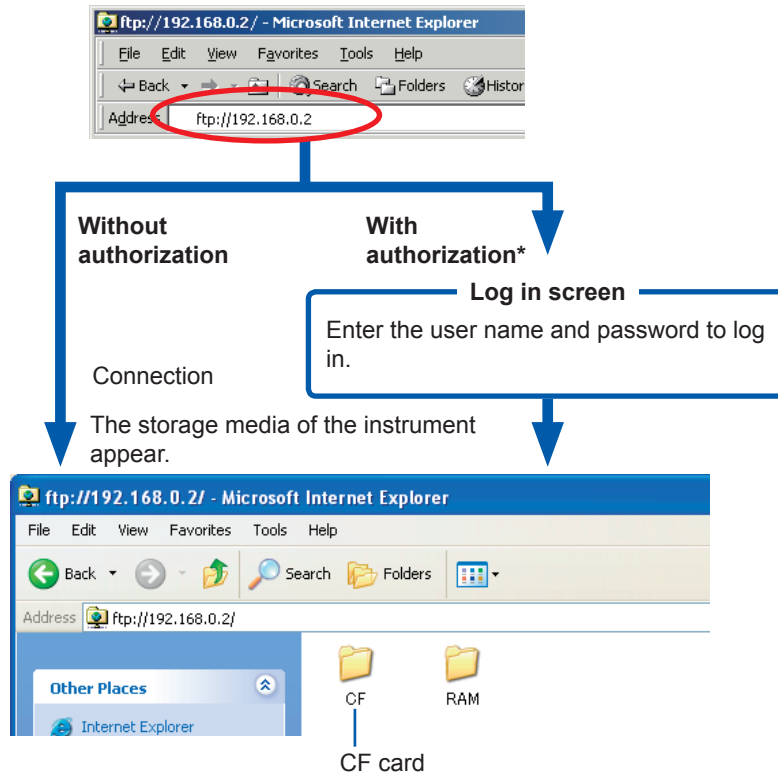 ftp://192.168.0.2/ - Microsoft Internet Explorer
File Edit View Favorites Tools Help
Back Search Folders Histor
Address ftp://192.168.0.2
Without
authorization
With
authorization*
Log in screen
Enter the user name and password to log
in.
Connection
The storage media of the instrument
appear.
ftp://192.168.0.2/ - Microsoft Internet Explorer
File Edit View Favorites Tools Help
Back Search Folders
Address ftp://192.168.0.2/
Other Places
Internet Explorer
CF RAM
CF card